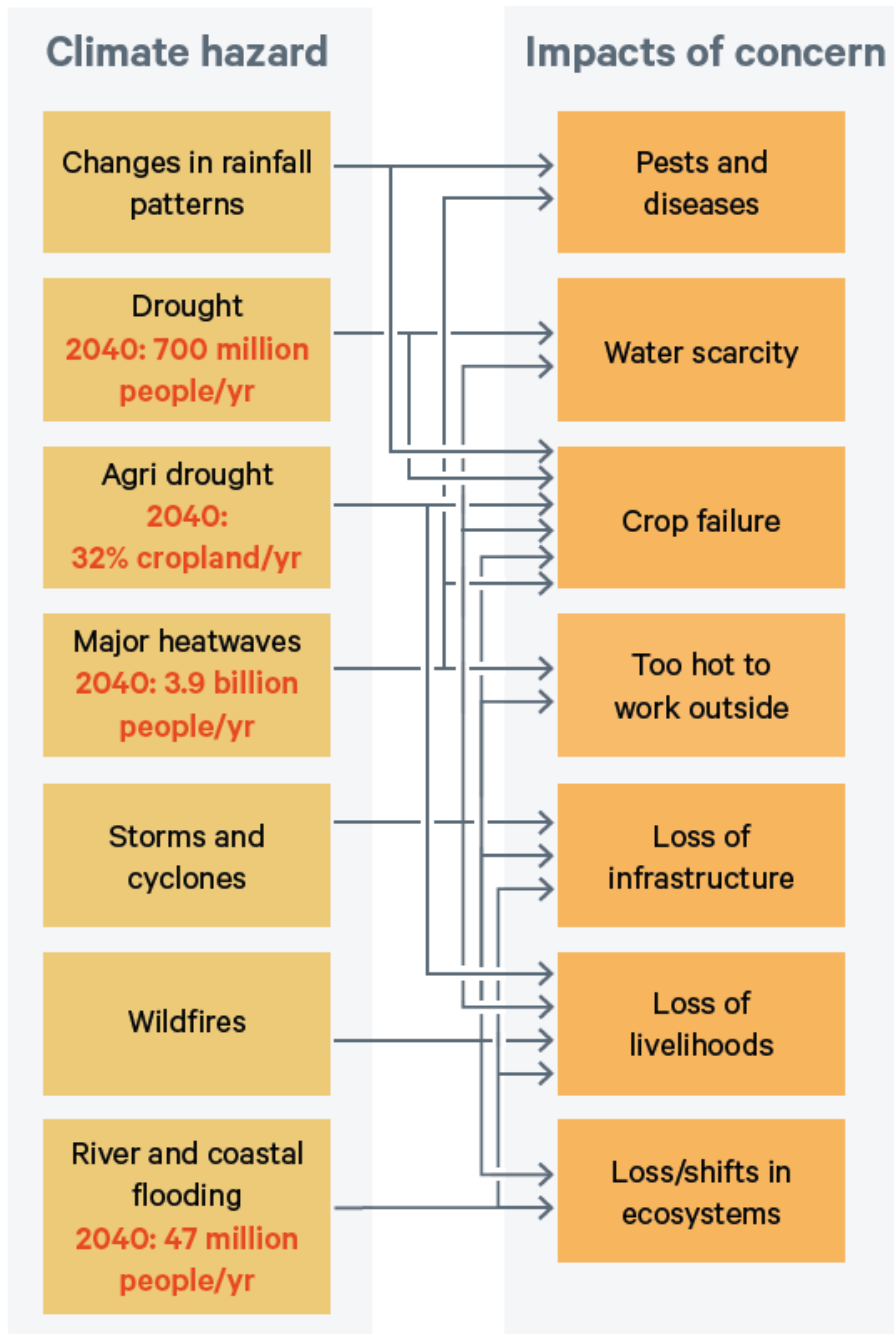 Climate hazard
Impacts of concern
Changes in rainfall
patterns
Pests and
diseases
Drought
2040: 700 million
people/yr
Water scarcity
Agri drought
2040:
32% cropland/yr
Crop failure
Major heatwaves
2040: 3.9 billion
people/yr
Too hot to
work outside
Storms and
cyclones
Loss of
infrastructure
Wildfires
Loss of
livelihoods
River and coastal
flooding
2040: 47 million
people/yr
Loss/shifts in
ecosystems